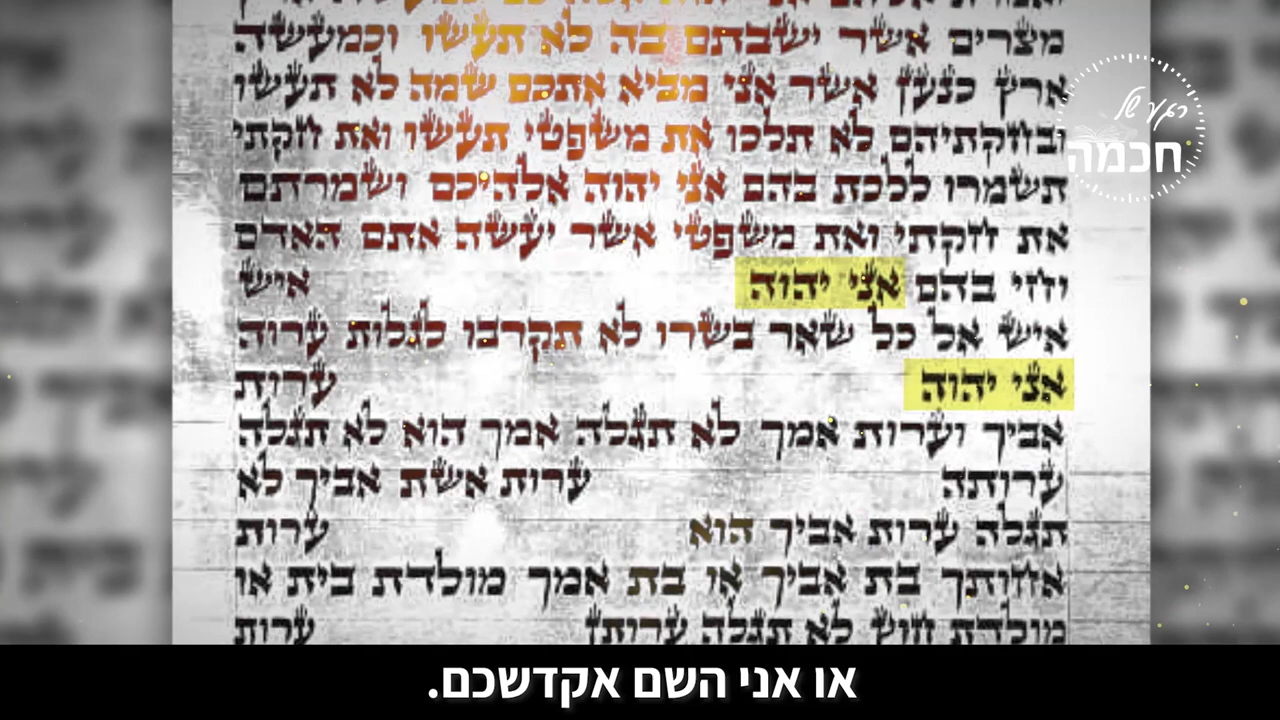 מצרים אשר ישבתם בה לא תעשו וכמעשה
ארץ כנען אשר אני מביא אתכם שמה לא תעשו
ובחקתיהם לא תלכו את משפטי תעשו ואת חקתי
תשמרו ללכת בהם אני יהוה אלהיכם ושמרתם
את חקתי ואת משפטי אשר יעשה אתם האדם
וחי בהם אני יהוה איש
איש אל כל שאר בשרו לא תקרבו לגלות ערוה
אני יהוה ערות
אביך וערות אמך לא תגלה אמך הוא לא תגלה
ערותה ערות אשת אביך לא
תגלה ערות אביך הוא ערות
אחותך בת אביך או בת אמך מולדת בית או
מולדת חוץ לא תגלה ערותן ערות
רגע של
חכמה
או אני השם אקדשכם.